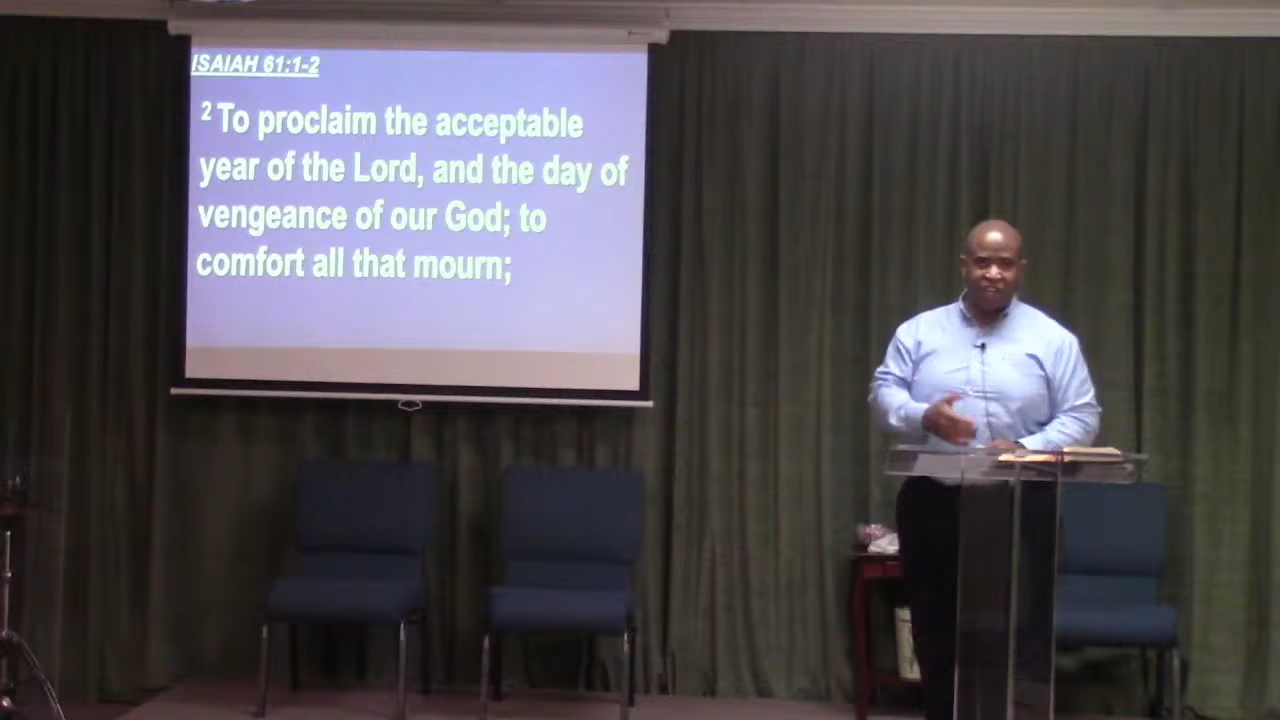 ISAIAH 61:1-2
2 To proclaim the acceptable
year of the Lord, and the day of
vengeance of our God; to
comfort all that mourn;